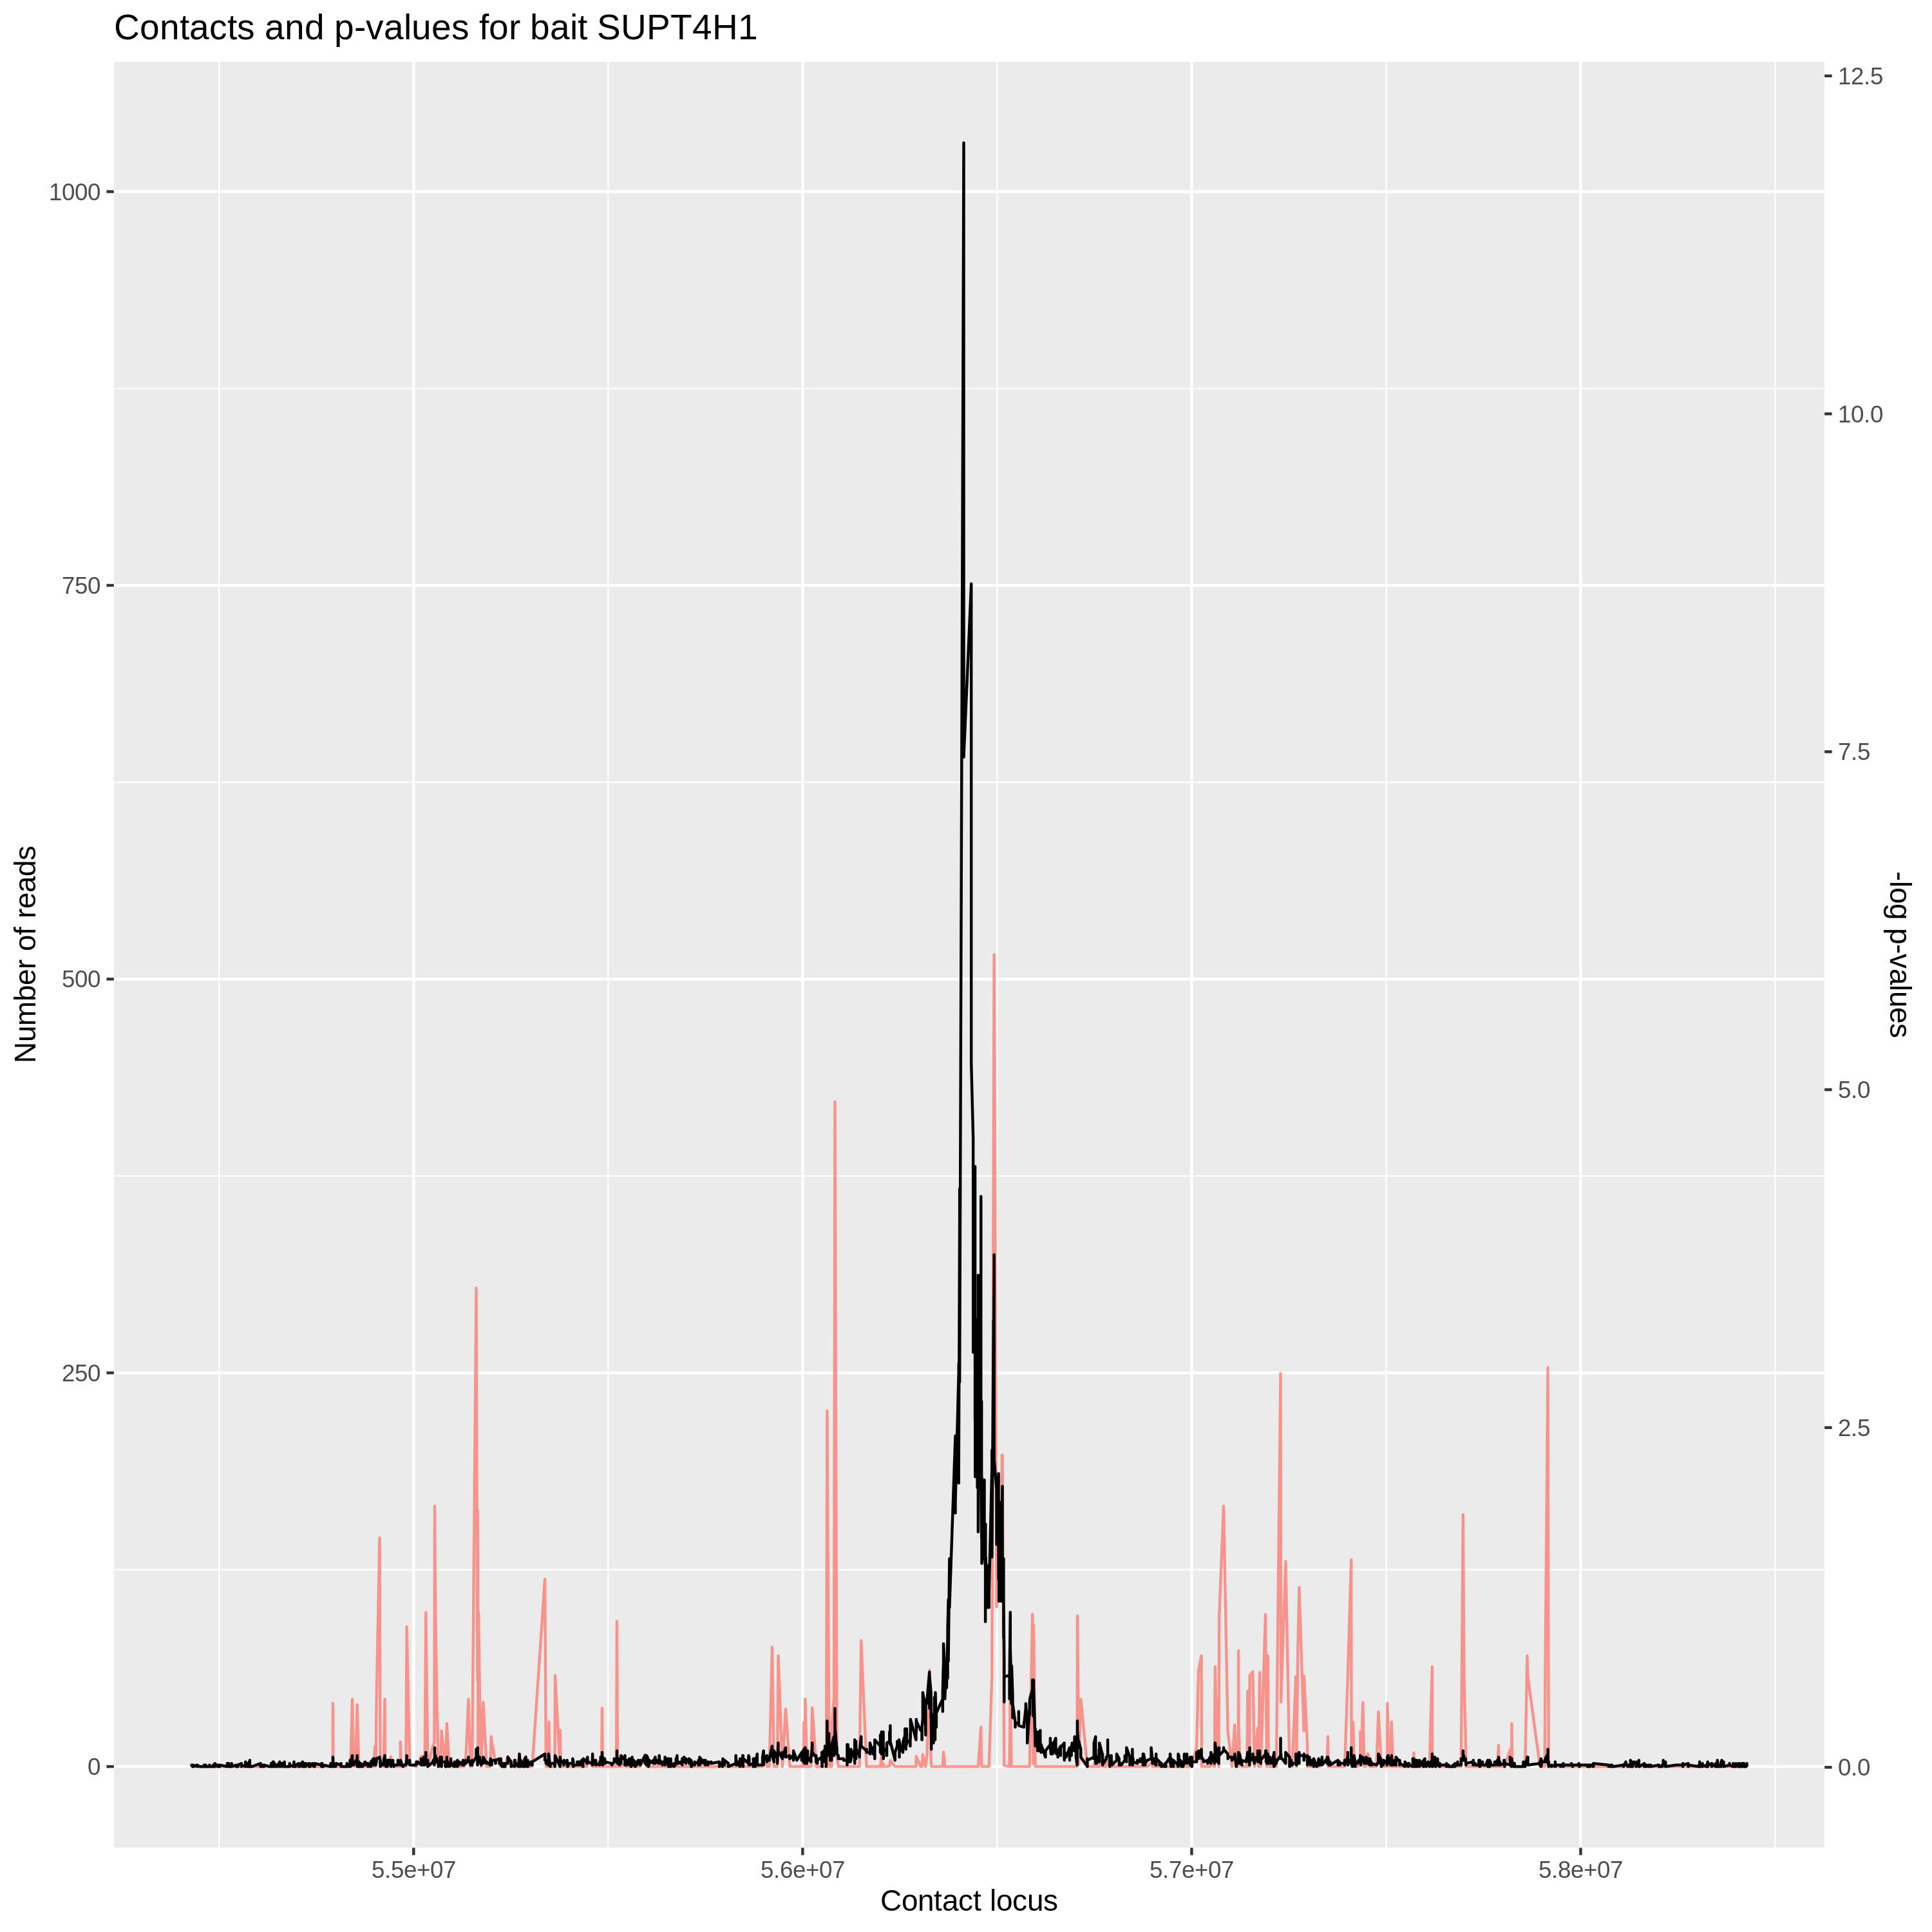 Contacts and p-values for bait SUPT4H1
Number of reads
1000
750
500
250
0
12.5
10.0
7.5
5.0
2.5
0.0
-log p-values
5.5e+07
5.6e+07
5.7e+07
5.8e+07
Contact locus